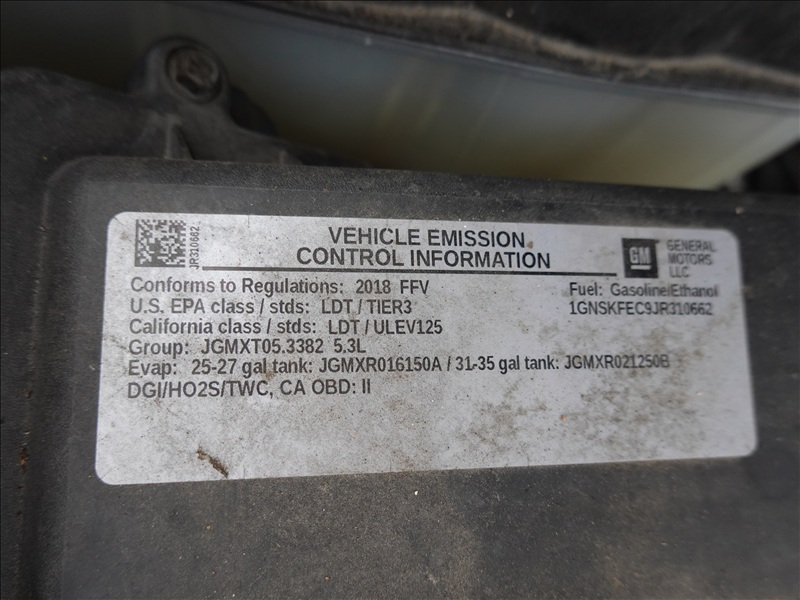 JR310662
VEHICLE EMISSION
CONTROL INFORMATION
GM
GENERAL
MOTORS
LLC
Conforms to Regulations: 2018 FFV
Fuel: Gasoline/Ethanol
U.S. EPA class / stds: LDT / TIER3
1GNSKFEC9JR310662
California class / stds: LDT / ULEV125
Group: JGMXT05.3382 5.3L
Evap: 25-27 gal tank: JGMXR016150A / 31-35 gal tank: JGMXR021250B
DGI/HO2S/TWC, CA OBD: II